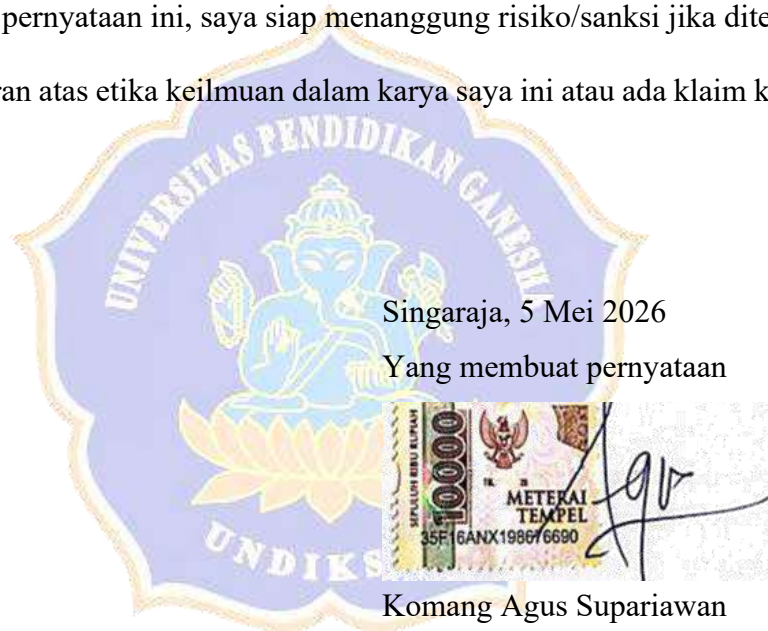 pernyataan ini, saya siap menanggung risiko/sanksi jika dite
an atas etika keilmuan dalam karya saya ini atau ada klaim k
UNIVERSITAS PENDIDIKAN GANESHA
Singaraja, 5 Mei 2026
Yang membuat pernyataan
SEPULUH RIBU RUPIAH
10000
METERAI
TEMPEL
35F16ANX198676690
UNDIKS
Komang Agus Supariawan